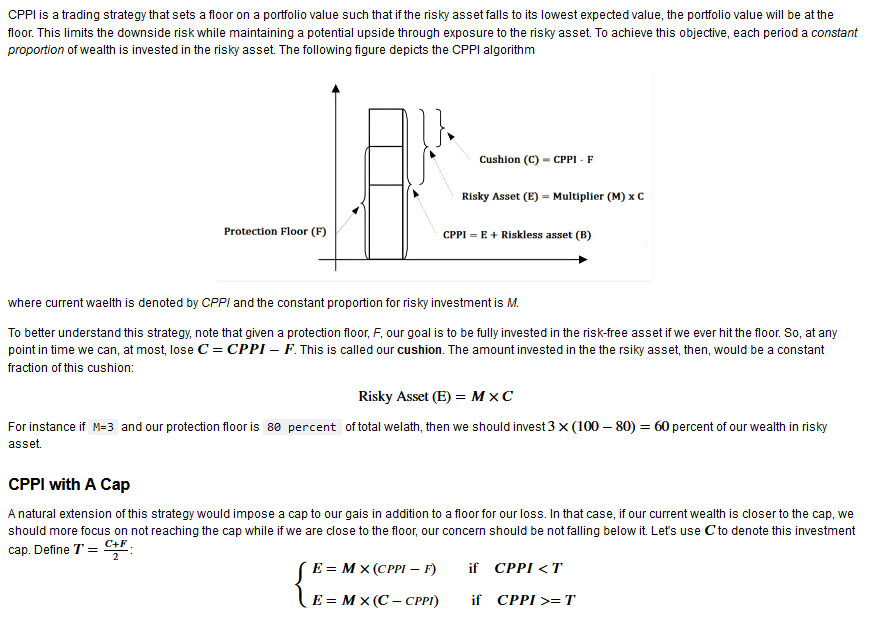 CPPI is a trading strategy that sets a floor on a portfolio value such that if the risky asset falls to its lowest expected value, the portfolio value will be at the
floor. This limits the downside risk while maintaining a potential upside through exposure to the risky asset. To achieve this objective, each period a constant
proportion of wealth is invested in the risky asset. The following figure depicts the CPPI algorithm
Cushion (C) = CPPI - F
Risky Asset (E) = Multiplier (M) x C
Protection Floor (F)
CPPI = E + Riskless asset (B)
where current waelth is denoted by CPPI and the constant proportion for risky investment is M.
To better understand this strategy, note that given a protection floor, F, our goal is to be fully invested in the risk-free asset if we ever hit the floor. So, at any
point in time we can, at most, lose C = CPPI − F. This is called our cushion. The amount invested in the the rsiky asset, then, would be a constant
fraction of this cushion:
Risky Asset (E) = M × C
For instance if M=3 and our protection floor is 80 percent of total welath, then we should invest 3 × (100 − 80) = 60 percent of our wealth in risky
asset.
CPPI with A Cap
A natural extension of this strategy would impose a cap to our gais in addition to a floor for our loss. In that case, if our current wealth is closer to the cap, we
should more focus on not reaching the cap while if we are close to the floor, our concern should be not falling below it. Let's use C to denote this investment
cap. Define T = C+F/2:
E = M × (CPPI − F) if CPPI < T
E = M × (C − CPPI) if CPPI >= T